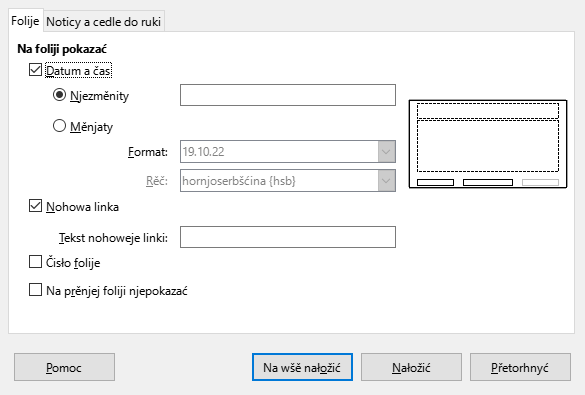 Folije
Noticy a cedle do ruki
Na foliji pokazać
Datum a čas
Njezměnity
Měnjaty
Format:
19.10.22
Rěč:
hornjoserbšćina {hsb}
Nohowa linka
Tekst nohoweje linki:
Čisło folije
Na prěnjej foliji njepokazać
Pomoc
Na wšě nałožić
Nałožić
Přetorhnyć